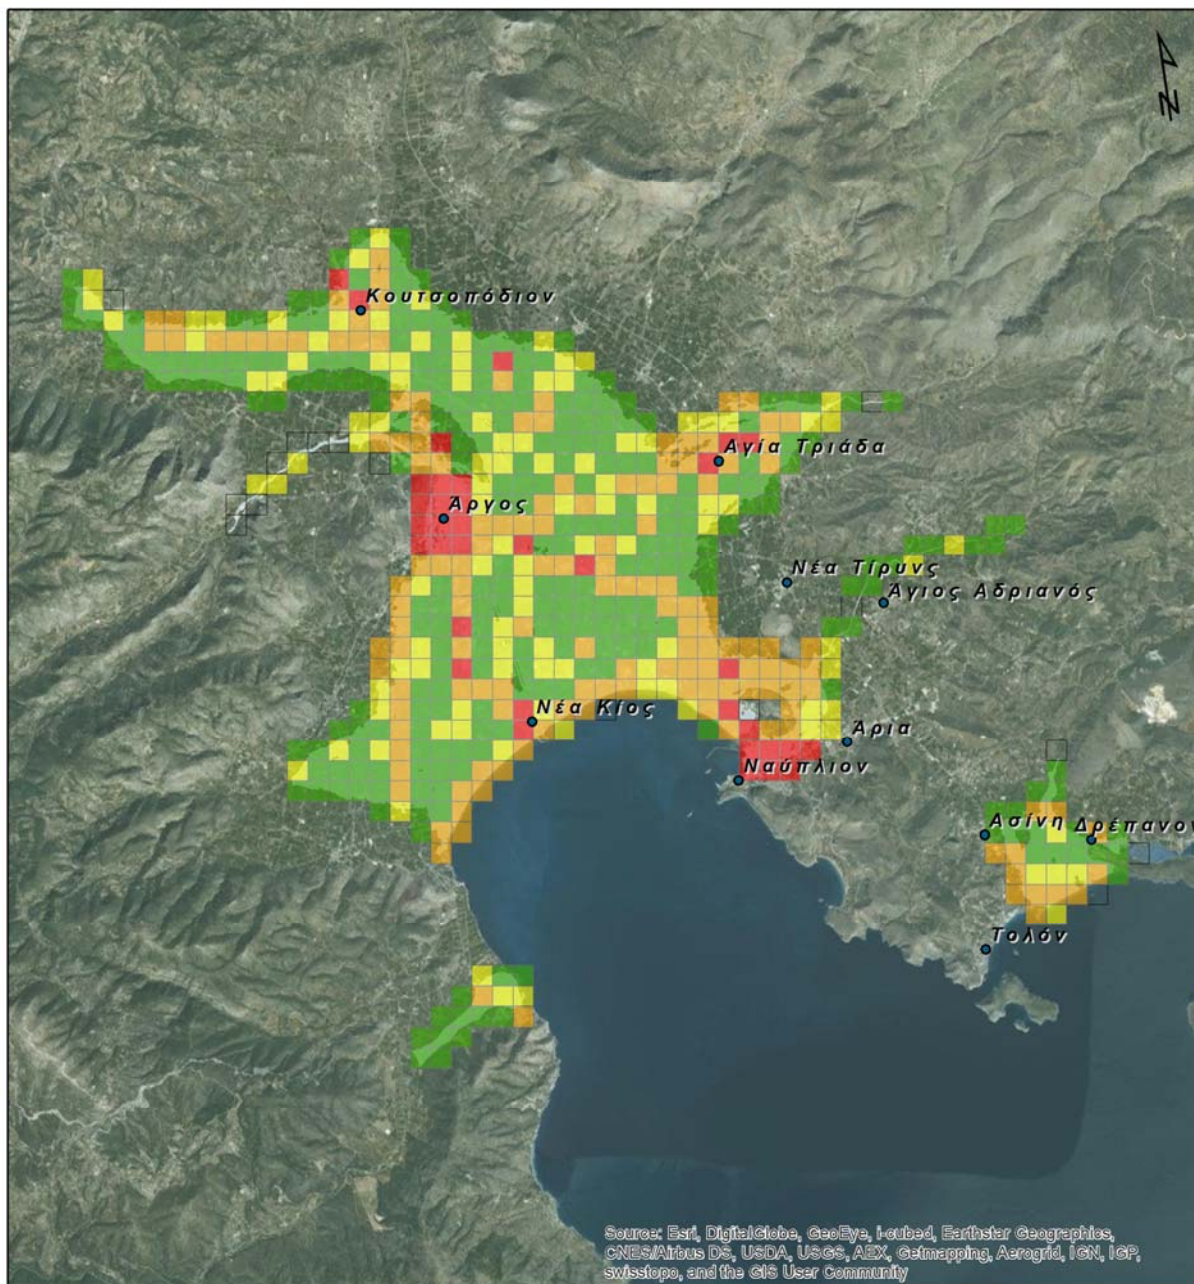 N
Κουτσοπόδιον
Αγία Τριάδα
Άργος
Νέα Τίρυνς
Άγιος Αδριανός
Νέα Κίος
Άρια
Ναύπλιον
Ασίνη
Δρέπανον
Τολόν
Source: Esri, DigitalGlobe, GeoEye, i-cubed, Earthstar Geographics,
CNES/Airbus DS, USDA, USGS, AEX, Getmapping, Aerogrid, IGN, IGP,
swisstopo, and the GIS User Community